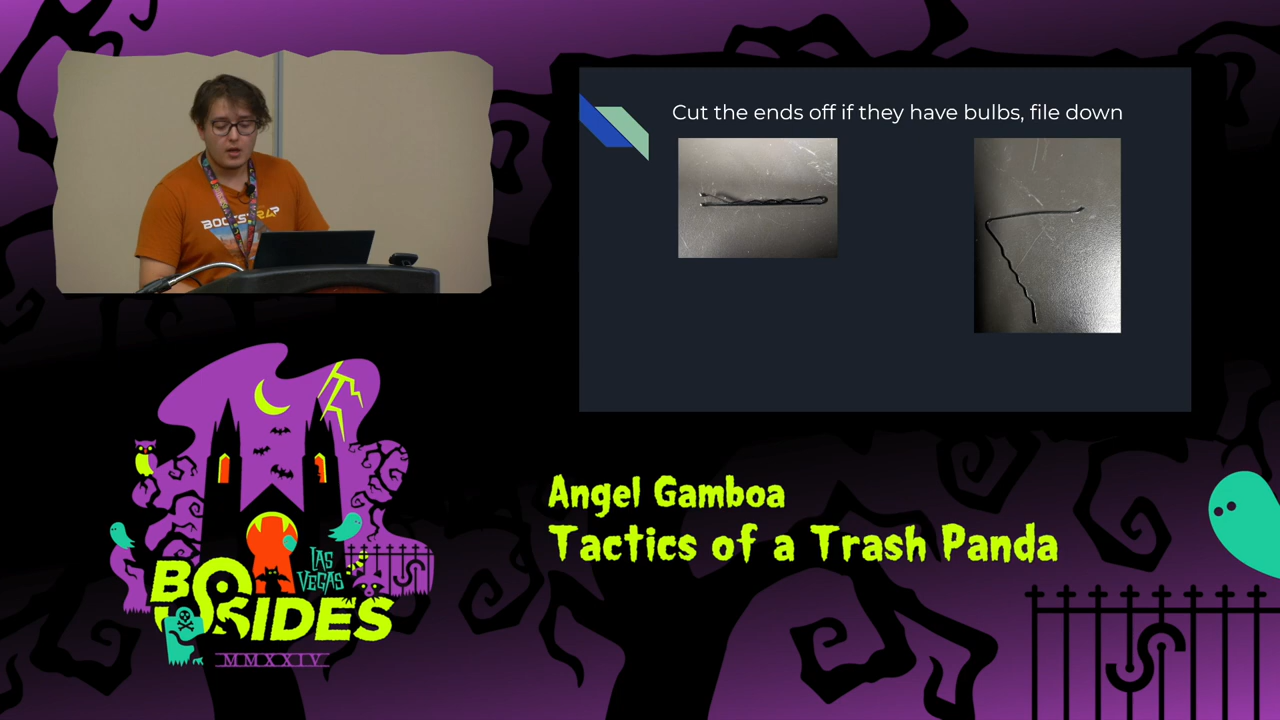 Cut the ends off if they have bulbs, file down
BOOTSTRAP
Angel Gamboa
Tactics of a Trash Panda
LAS
VEGAS
BSIDES
MMXXIV